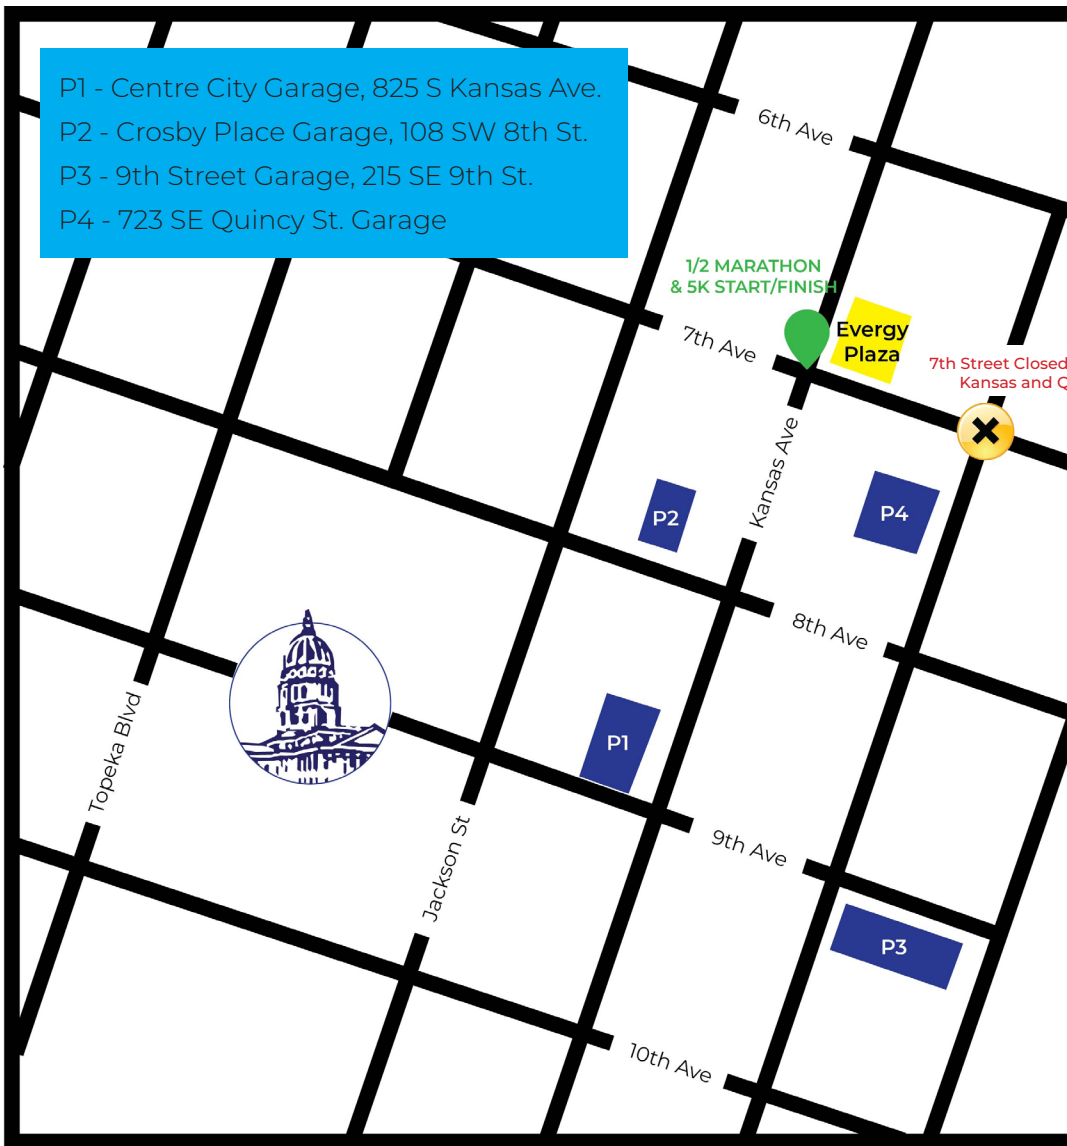 P1 - Centre City Garage, 825 S Kansas Ave.
P2 - Crosby Place Garage, 108 SW 8th St.
P3 - 9th Street Garage, 215 SE 9th St.
P4 - 723 SE Quincy St. Garage
6th Ave
1/2 MARATHON
& 5K START/FINISH
Evergy
Plaza
7th Ave
7th Street Closed
Kansas and Q
Kansas Ave
P2
P4
8th Ave
Topeka Blvd
P1
Jackson St
9th Ave
P3
10th Ave